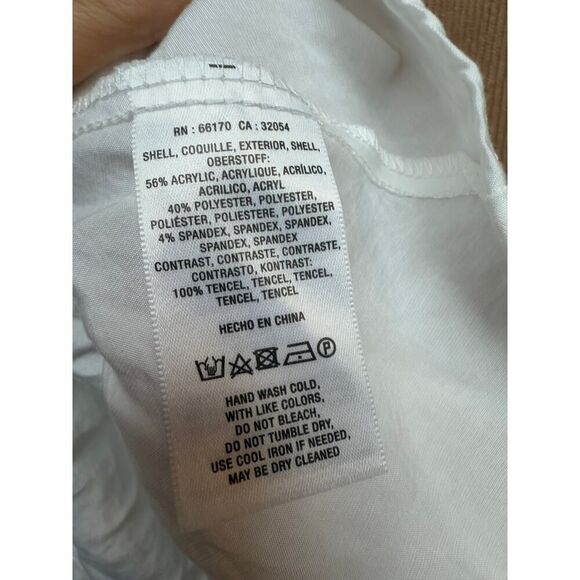 RN : 66170 CA : 32054
SHELL, COQUILLE, EXTERIOR, SHELL,
OBERSTOFF:
56% ACRYLIC, ACRYLIQUE, ACRÍLICO,
ACRILICO, ACRYL
40% POLYESTER, POLYESTER,
POLIÉSTER, POLIESTERE, POLYESTER
4% SPANDEX, SPANDEX, SPANDEX,
SPANDEX, SPANDEX
CONTRAST, CONTRASTE, CONTRASTE,
CONTRASTO, KONTRAST:
100% TENCEL, TENCEL, TENCEL,
TENCEL, TENCEL
HECHO EN CHINA
P
HAND WASH COLD,
WITH LIKE COLORS,
DO NOT BLEACH,
DO NOT TUMBLE DRY,
USE COOL IRON IF NEEDED,
MAY BE DRY CLEANED